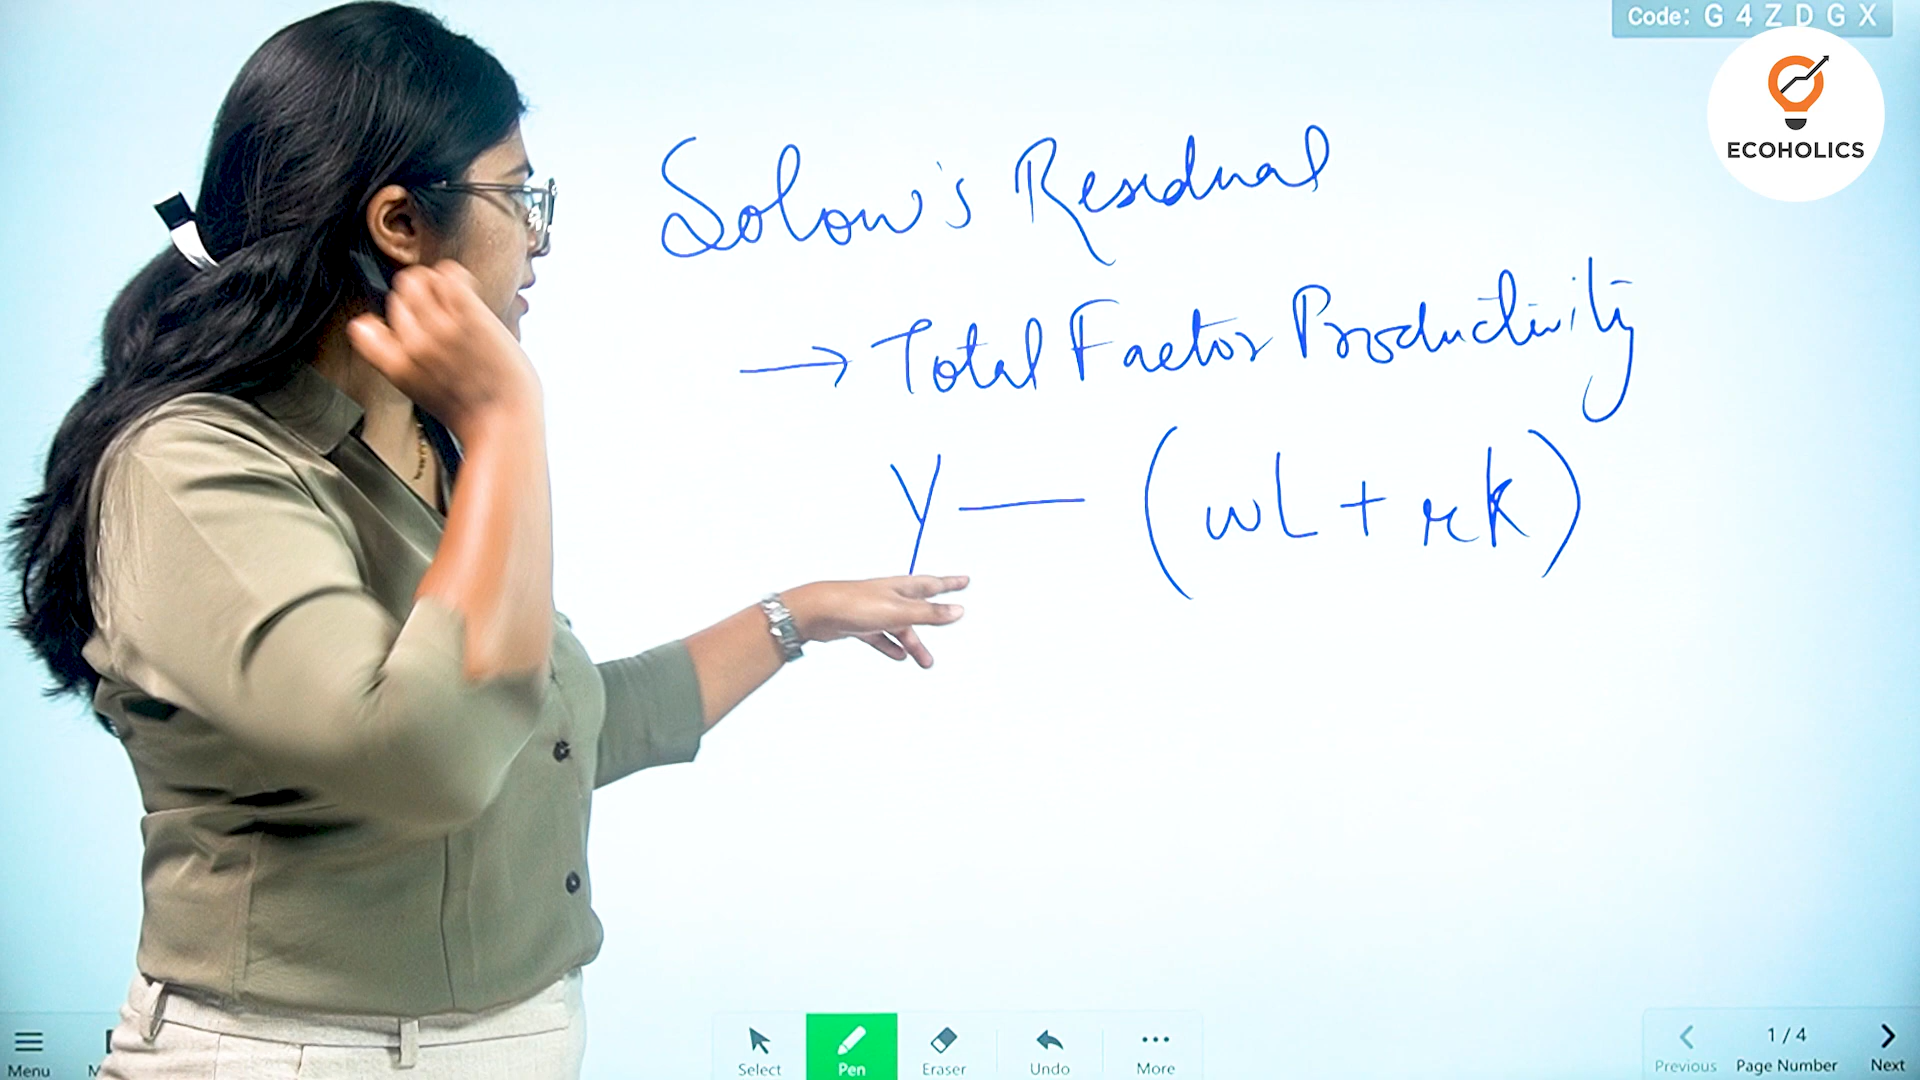 Code: G 4 Z D G X
ECOHOLICS
Solow's Residual
→ Total Factor Productivity
Y — (wL + rk)
Menu
Select
Pen
Eraser
Undo
More
1 / 4
Previous
Page Number
Next